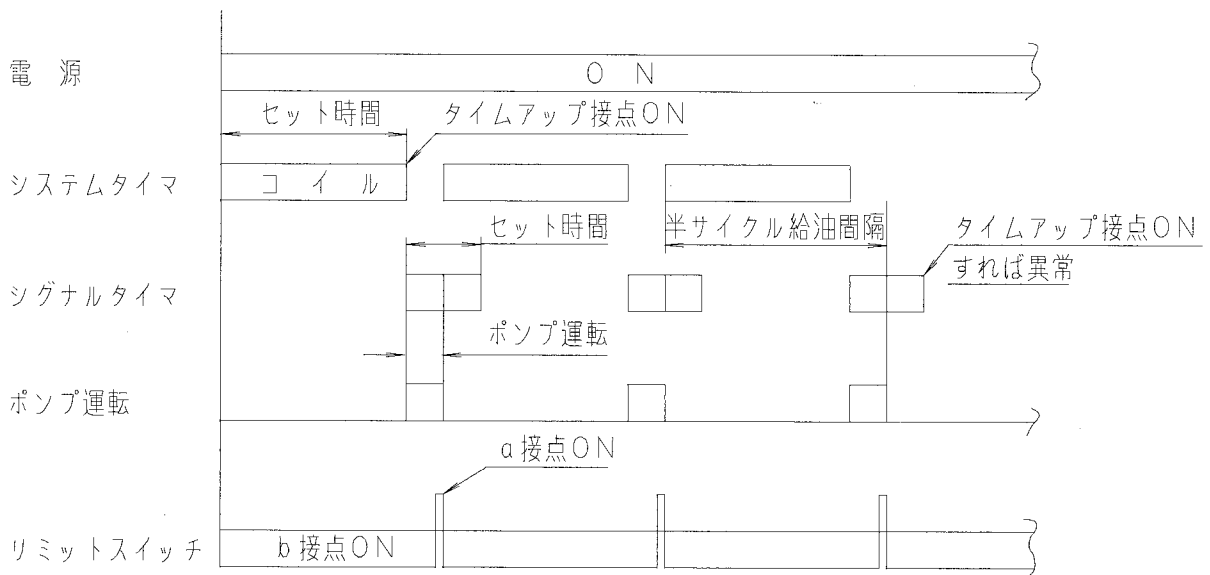 電 源
O N
セット時間
タイムアップ接点ON
システムタイマ
コ イ ル
セット時間
半サイクル給油間隔
タイムアップ接点ON
すれば異常
シグナルタイマ
ポンプ運転
ポンプ運転
a接点ON
リミットスイッチ
b接点ON